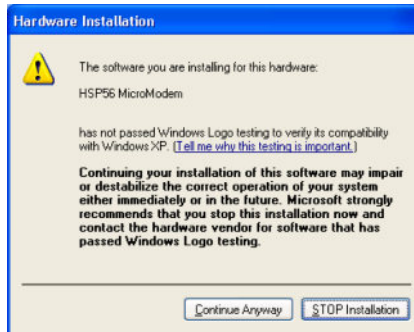 Hardware Installation
The software you are installing for this hardware:
HSP56 MicroModem
has not passed Windows Logo testing to verify its compatibility
with Windows XP. (Tell me why this testing is important.)
Continuing your installation of this software may impair
or destabilize the correct operation of your system
either immediately or in the future. Microsoft strongly
recommends that you stop this installation now and
contact the hardware vendor for software that has
passed Windows Logo testing.
Continue Anyway
STOP Installation